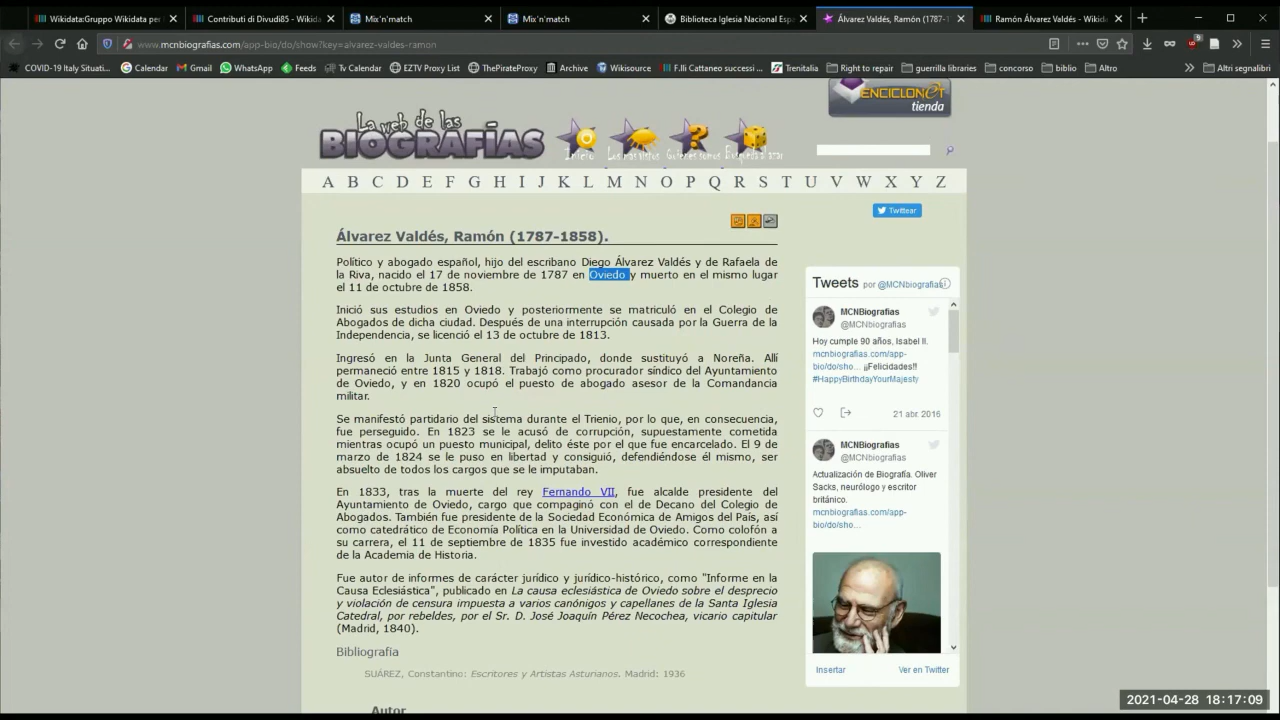 Wikidata:Gruppo Wikidata per
Contributi di Divudi85 - Wikidata
Mix'n'match
Mix'n'match
Biblioteca Iglesia Nacional Espa
Álvarez Valdés, Ramón (1787-1
Ramón Álvarez Valdés - Wikidata
www.mcnbiografias.com/app-bio/do/show?key=alvarez-valdes-ramon
COVID-19 Italy Situati...
Calendar
Gmail
WhatsApp
Feeds
Tv Calendar
EZTV Proxy List
ThePirateProxy
Archive
Wikisource
F.lli Cattaneo successi ...
Trenitalia
Right to repair
guerrilla libraries
concorso
biblio
Altro
Altri segnalibri
ENCICLONET
tienda
La web de las
BIOGRAFÍAS
Inicio
Los más vistos
Quienes somos
Búsqueda al azar
A B C D E F G H I J K L M N O P Q R S T U V W X Y Z
Twittear
Álvarez Valdés, Ramón (1787-1858).
Político y abogado español, hijo del escribano Diego Álvarez Valdés y de Rafaela de
la Riva, nacido el 17 de noviembre de 1787 en Oviedo y muerto en el mismo lugar
el 11 de octubre de 1858.
Inició sus estudios en Oviedo y posteriormente se matriculó en el Colegio de
Abogados de dicha ciudad. Después de una interrupción causada por la Guerra de la
Independencia, se licenció el 13 de octubre de 1813.
Ingresó en la Junta General del Principado, donde sustituyó a Noreña. Allí
permaneció entre 1815 y 1818. Trabajó como procurador síndico del Ayuntamiento
de Oviedo, y en 1820 ocupó el puesto de abogado asesor de la Comandancia
militar.
Se manifestó partidario del sistema durante el Trienio, por lo que, en consecuencia,
fue perseguido. En 1823 se le acusó de corrupción, supuestamente cometida
mientras ocupó un puesto municipal, delito éste por el que fue encarcelado. El 9 de
marzo de 1824 se le puso en libertad y consiguió, defendiéndose él mismo, ser
absuelto de todos los cargos que se le imputaban.
En 1833, tras la muerte del rey Fernando VII, fue alcalde presidente del
Ayuntamiento de Oviedo, cargo que compaginó con el de Decano del Colegio de
Abogados. También fue presidente de la Sociedad Económica de Amigos del País, así
como catedrático de Economía Política en la Universidad de Oviedo. Como colofón a
su carrera, el 11 de septiembre de 1835 fue investido académico correspondiente
de la Academia de Historia.
Fue autor de informes de carácter jurídico y jurídico-histórico, como "Informe en la
Causa Eclesiástica", publicado en La causa eclesiástica de Oviedo sobre el desprecio
y violación de censura impuesta a varios canónigos y capellanes de la Santa Iglesia
Catedral, por rebeldes, por el Sr. D. José Joaquín Pérez Necochea, vicario capitular
(Madrid, 1840).
Bibliografía
SUÁREZ, Constantino: Escritores y Artistas Asturianos. Madrid: 1936
Autor
Tweets por @MCNbiografias
MCNBiografias
@MCNbiografias
Hoy cumple 90 años, Isabel II.
mcnbiografias.com/app-
bio/do/sho... ¡¡Felicidades!!
#HappyBirthdayYourMajesty
21 abr. 2016
MCNBiografias
@MCNbiografias
Actualización de Biografía. Oliver
Sacks, neurólogo y escritor
británico.
mcnbiografias.com/app-
bio/do/sho...
Insertar
Ver en Twitter
2021-04-28 18:17:09